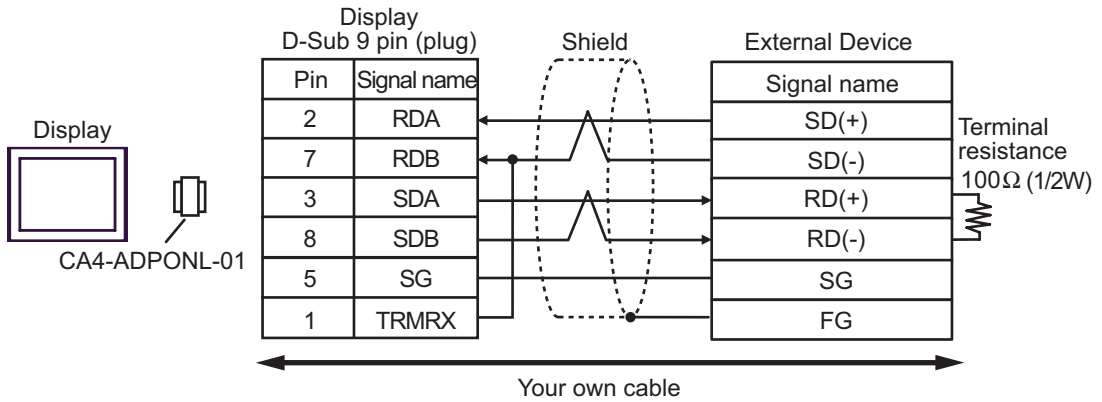 Display
D-Sub 9 pin (plug)
Shield
External Device
Pin Signal name
Signal name
2 RDA
SD(+)
7 RDB
SD(-)
3 SDA
RD(+)
8 SDB
RD(-)
5 SG
SG
1 TRMRX
FG
Display
CA4-ADPONL-01
Terminal
resistance
100Ω (1/2W)
Your own cable